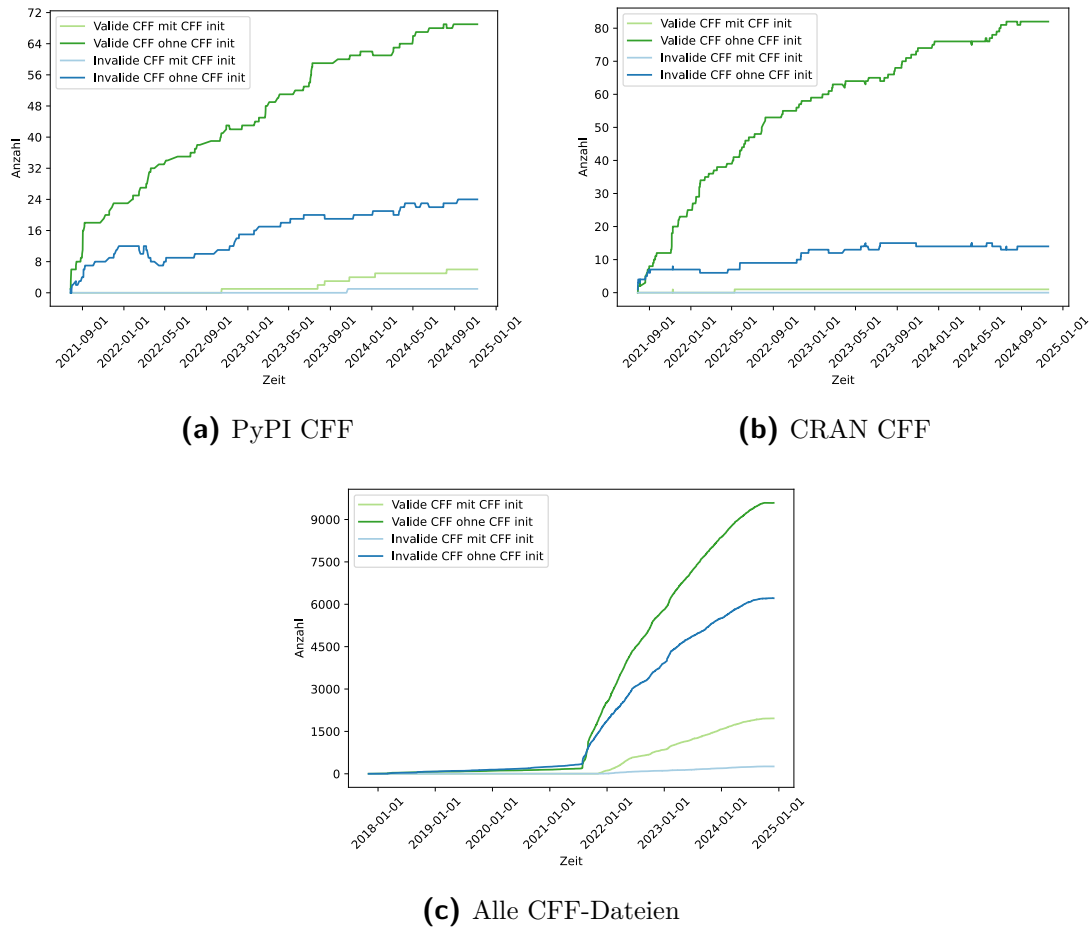 Valide CFF mit CFF init
Valide CFF ohne CFF init
Invalide CFF mit CFF init
Invalide CFF ohne CFF init
72
64
56
48
40
32
24
16
8
0
Anzahl
2021-09-01
2022-01-01
2022-05-01
2022-09-01
2023-01-01
2023-05-01
2023-09-01
2024-01-01
2024-05-01
2024-09-01
2025-01-01
Zeit
(a) PyPI CFF
Valide CFF mit CFF init
Valide CFF ohne CFF init
Invalide CFF mit CFF init
Invalide CFF ohne CFF init
80
70
60
50
40
30
20
10
0
Anzahl
2021-09-01
2022-01-01
2022-05-01
2022-09-01
2023-01-01
2023-05-01
2023-09-01
2024-01-01
2024-05-01
2024-09-01
2025-01-01
Zeit
(b) CRAN CFF
Valide CFF mit CFF init
Valide CFF ohne CFF init
Invalide CFF mit CFF init
Invalide CFF ohne CFF init
9000
7500
6000
4500
3000
1500
0
Anzahl
2018-01-01
2019-01-01
2020-01-01
2021-01-01
2022-01-01
2023-01-01
2024-01-01
2025-01-01
Zeit
(c) Alle CFF-Dateien